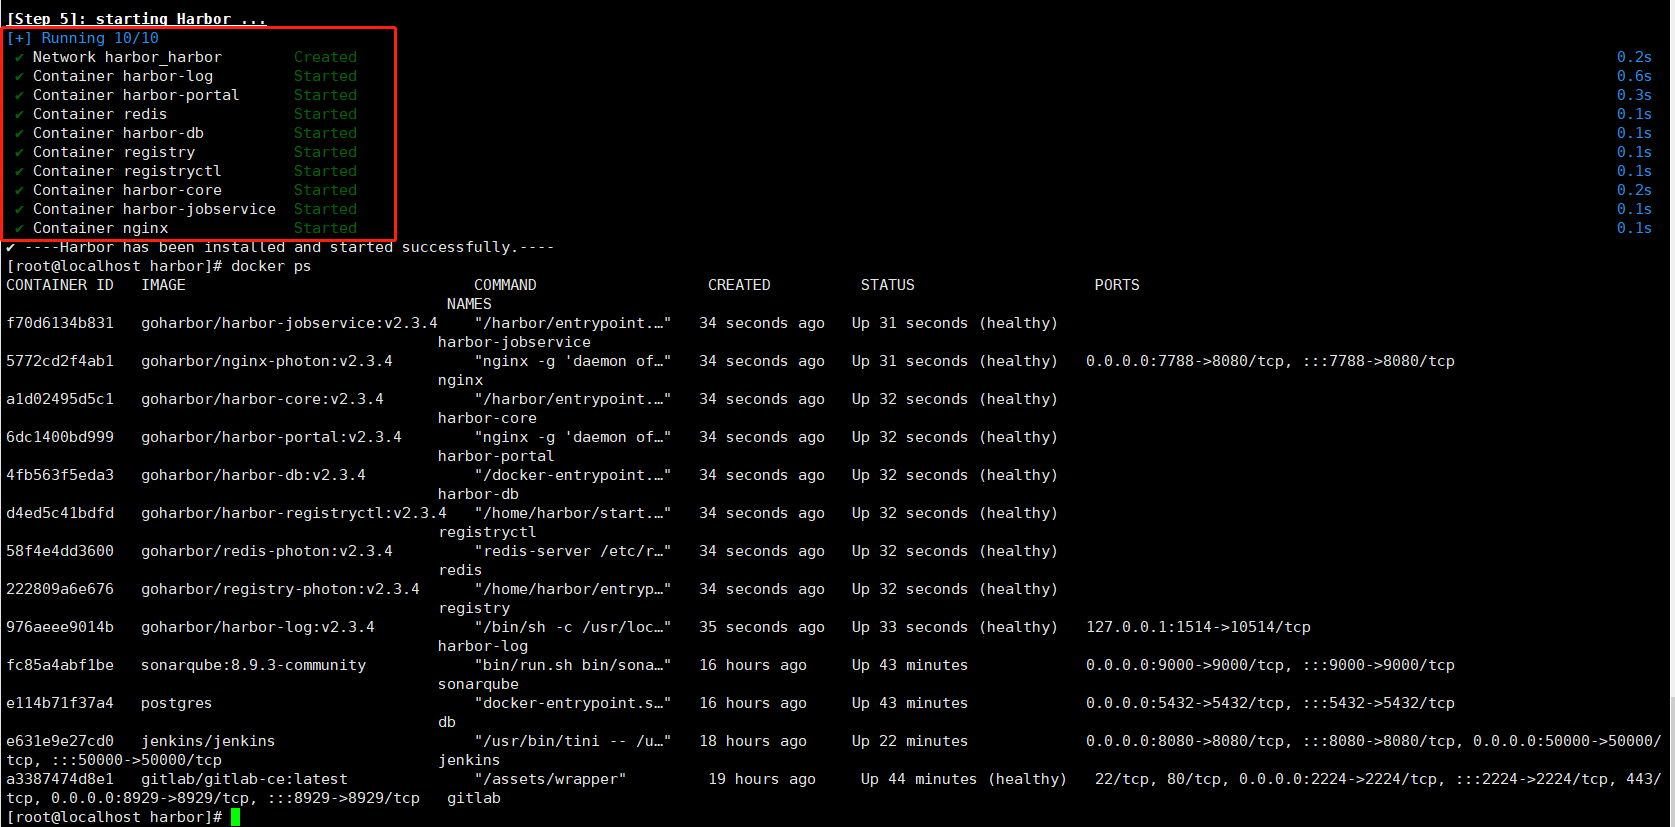 [Step 5]: starting Harbor ...
[+] Running 10/10
✔ Network harbor_harbor Created 0.2s
✔ Container harbor-log Started 0.6s
✔ Container harbor-portal Started 0.3s
✔ Container redis Started 0.1s
✔ Container harbor-db Started 0.1s
✔ Container registry Started 0.1s
✔ Container registryctl Started 0.1s
✔ Container harbor-core Started 0.2s
✔ Container harbor-jobservice Started 0.1s
✔ Container nginx Started 0.1s
✔ ----Harbor has been installed and started successfully.----
[root@localhost harbor]# docker ps
CONTAINER ID IMAGE COMMAND CREATED STATUS PORTS
NAMES
f70d6134b831 goharbor/harbor-jobservice:v2.3.4 "/harbor/entrypoint.…" 34 seconds ago Up 31 seconds (healthy)
harbor-jobservice
5772cd2f4ab1 goharbor/nginx-photon:v2.3.4 "nginx -g 'daemon of…" 34 seconds ago Up 31 seconds (healthy) 0.0.0.0:7788->8080/tcp, :::7788->8080/tcp
nginx
a1d02495d5c1 goharbor/harbor-core:v2.3.4 "/harbor/entrypoint.…" 34 seconds ago Up 32 seconds (healthy)
harbor-core
6dc1400bd999 goharbor/harbor-portal:v2.3.4 "nginx -g 'daemon of…" 34 seconds ago Up 32 seconds (healthy)
harbor-portal
4fb563f5eda3 goharbor/harbor-db:v2.3.4 "/docker-entrypoint.…" 34 seconds ago Up 32 seconds (healthy)
harbor-db
d4ed5c41bdfd goharbor/harbor-registryctl:v2.3.4 "/home/harbor/start.…" 34 seconds ago Up 32 seconds (healthy)
registryctl
58f4e4dd3600 goharbor/redis-photon:v2.3.4 "redis-server /etc/r…" 34 seconds ago Up 32 seconds (healthy)
redis
222809a6e676 goharbor/registry-photon:v2.3.4 "/home/harbor/entryp…" 34 seconds ago Up 32 seconds (healthy)
registry
976aeee9014b goharbor/harbor-log:v2.3.4 "/bin/sh -c /usr/loc…" 35 seconds ago Up 33 seconds (healthy) 127.0.0.1:1514->10514/tcp
harbor-log
fc85a4abf1be sonarqube:8.9.3-community "bin/run.sh bin/sona…" 16 hours ago Up 43 minutes 0.0.0.0:9000->9000/tcp, :::9000->9000/tcp
sonarqube
e114b71f37a4 postgres "docker-entrypoint.s…" 16 hours ago Up 43 minutes 0.0.0.0:5432->5432/tcp, :::5432->5432/tcp
db
e631e9e27cd0 jenkins/jenkins "/usr/bin/tini -- /u…" 18 hours ago Up 22 minutes 0.0.0.0:8080->8080/tcp, :::8080->8080/tcp, 0.0.0.0:50000->50000/
tcp, :::50000->50000/tcp jenkins
a3387474d8e1 gitlab/gitlab-ce:latest "/assets/wrapper" 19 hours ago Up 44 minutes (healthy) 22/tcp, 80/tcp, 0.0.0.0:2224->2224/tcp, :::2224->2224/tcp, 443/
tcp, 0.0.0.0:8929->8929/tcp, :::8929->8929/tcp gitlab
[root@localhost harbor]#